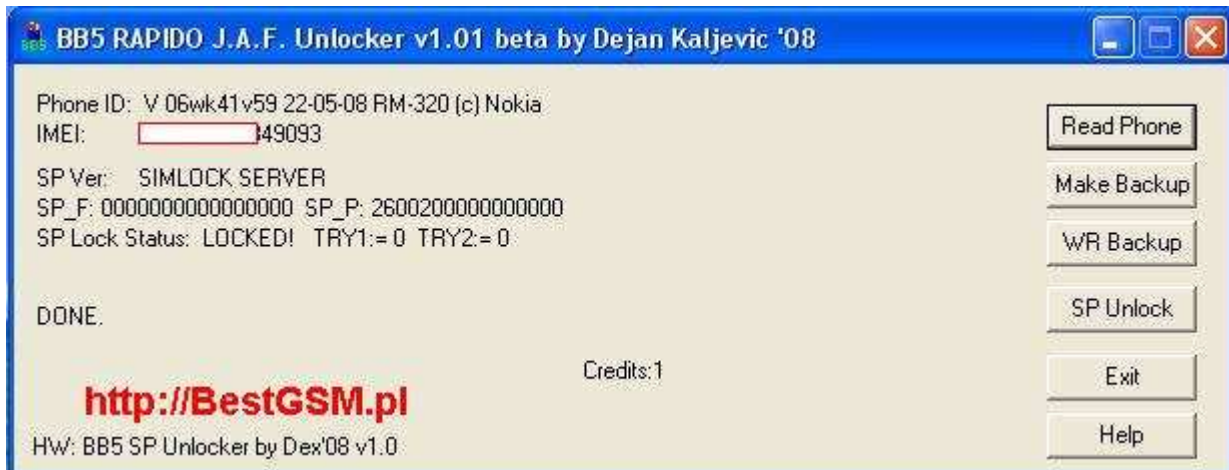 BB5 RAPIDO J.A.F. Unlocker v1.01 beta by Dejan Kaljevic '08
Phone ID: V 06wk41v59 22-05-08 RM-320 (c) Nokia
IMEI: 49093
SP Ver: SIMLOCK SERVER
SP_F: 0000000000000000 SP_P: 2600200000000000
SP Lock Status: LOCKED! TRY1:= 0 TRY2:= 0
DONE.
Credits:1
http://BestGSM.pl
HW: BB5 SP Unlocker by Dex'08 v1.0
Read Phone
Make Backup
WR Backup
SP Unlock
Exit
Help